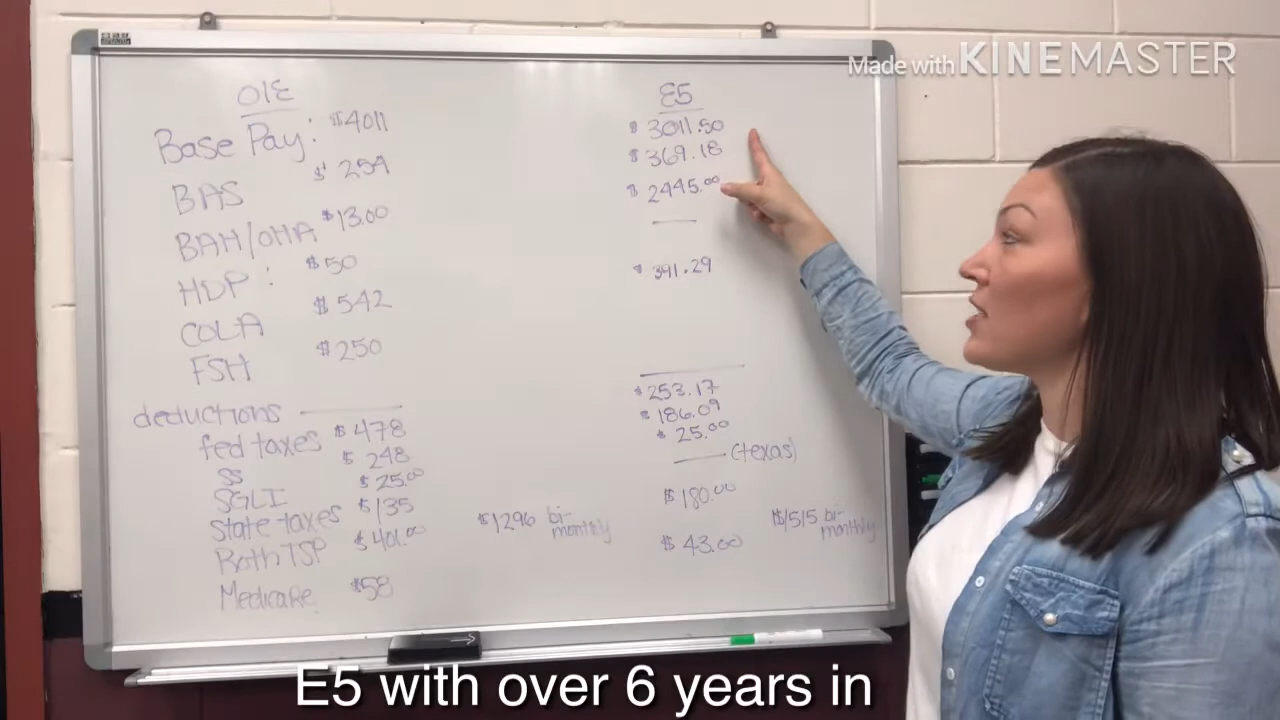 Made with KINEMASTER
O1E
Base Pay: $4011
BAS $254
BAH/OHA $13.00
HDP: $50
COLA $542
FSH $250
deductions
fed taxes $478
SS $248
SGLI $25.00
state taxes $135
Roth TSP $401.00
Medicare $58
$1296 bi-
monthly
E5
$3011.50
$369.18
$2445.00
$391.29
$253.17
$186.09
$25.00
(texas)
$180.00
$43.00
$1515 bi-
monthly
E5 with over 6 years in